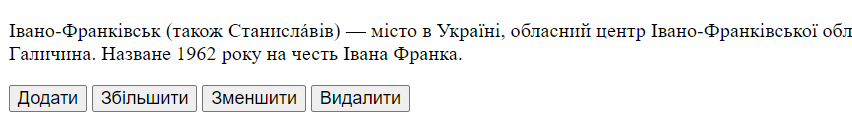 Івано-Франківськ (також Станисла́вів) — місто в Україні, обласний центр Івано-Франківської обл
Галичина. Назване 1962 року на честь Івана Франка.
Додати Збільшити Зменшити Видалити